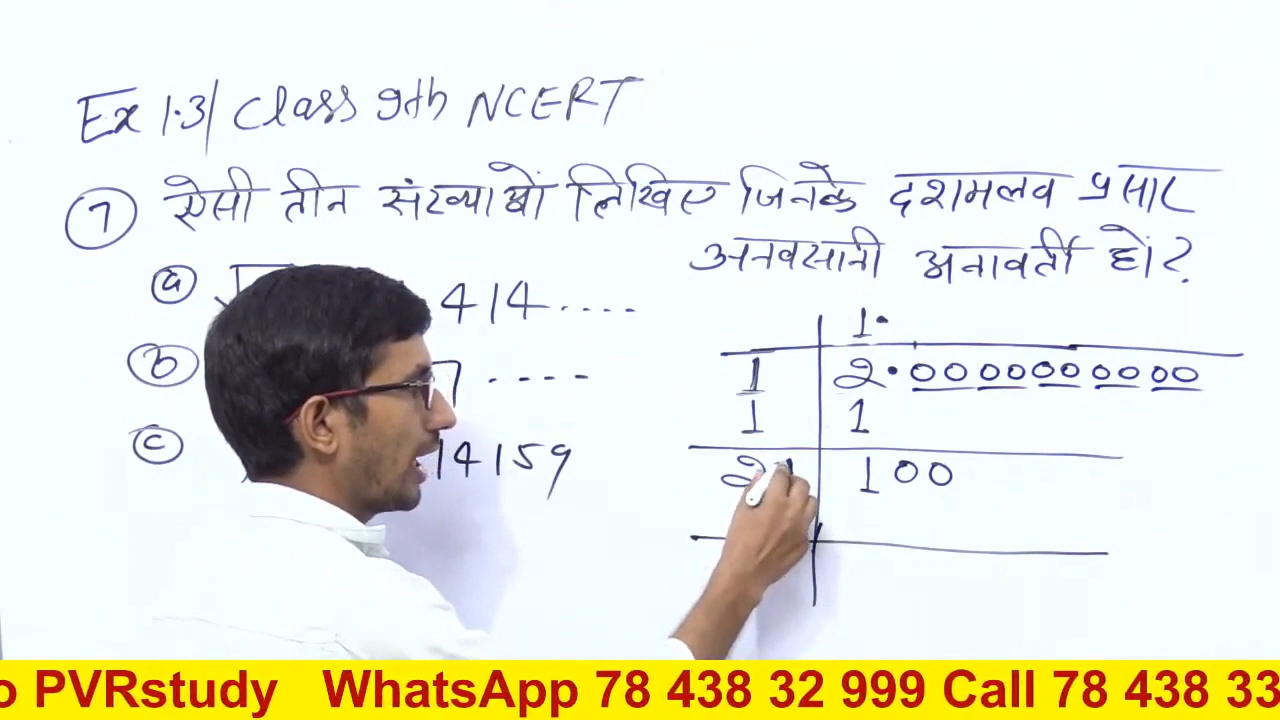 Ex 1.3 | Class 9th NCERT
7 ऐसी तीन संख्याओं लिखिए जिनके दशमलव प्रसार
अनवसानी अनावर्ती हों?
a 414....
b 7 ....
c 14159
1.
1 2.0000000000
1 1
2 100
o PVRstudy WhatsApp 78 438 32 999 Call 78 438 33